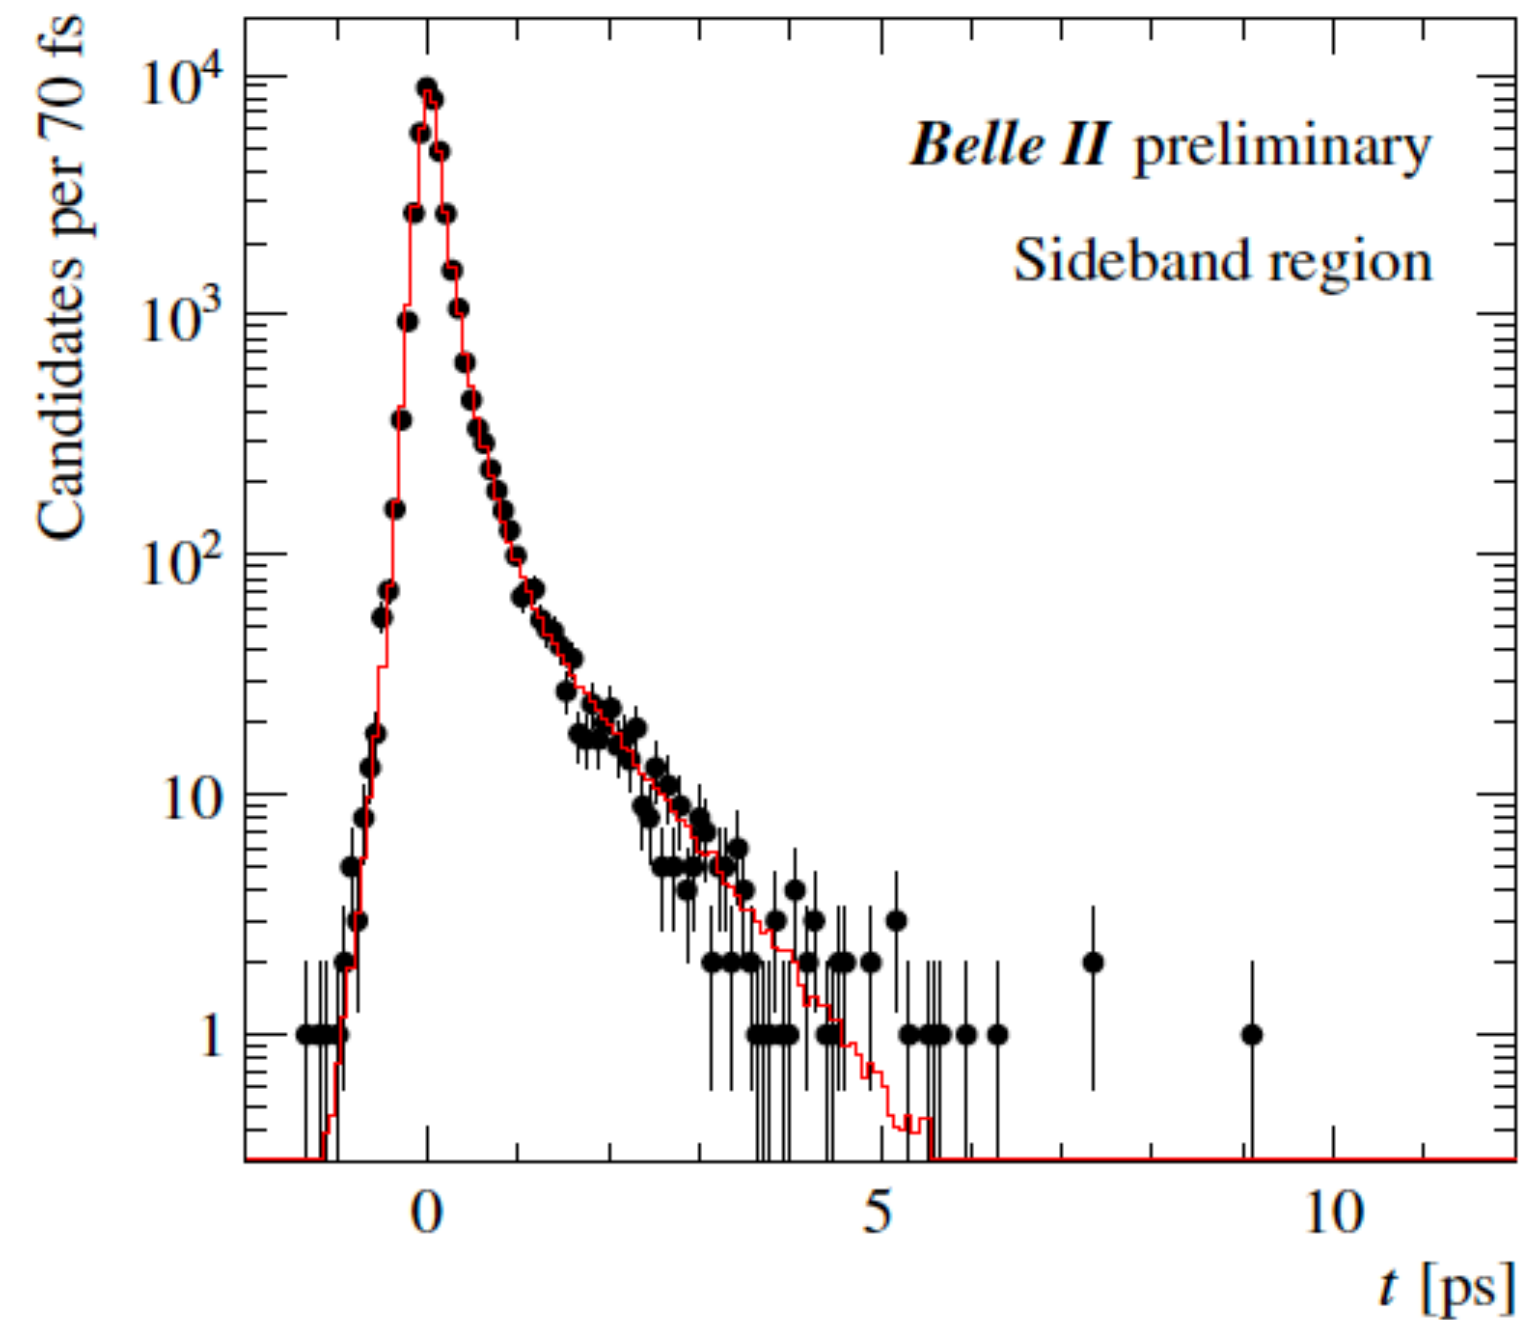 Candidates per 70 fs
10⁴
10³
10²
10
1
Belle II preliminary
Sideband region
0 5 10
t [ps]